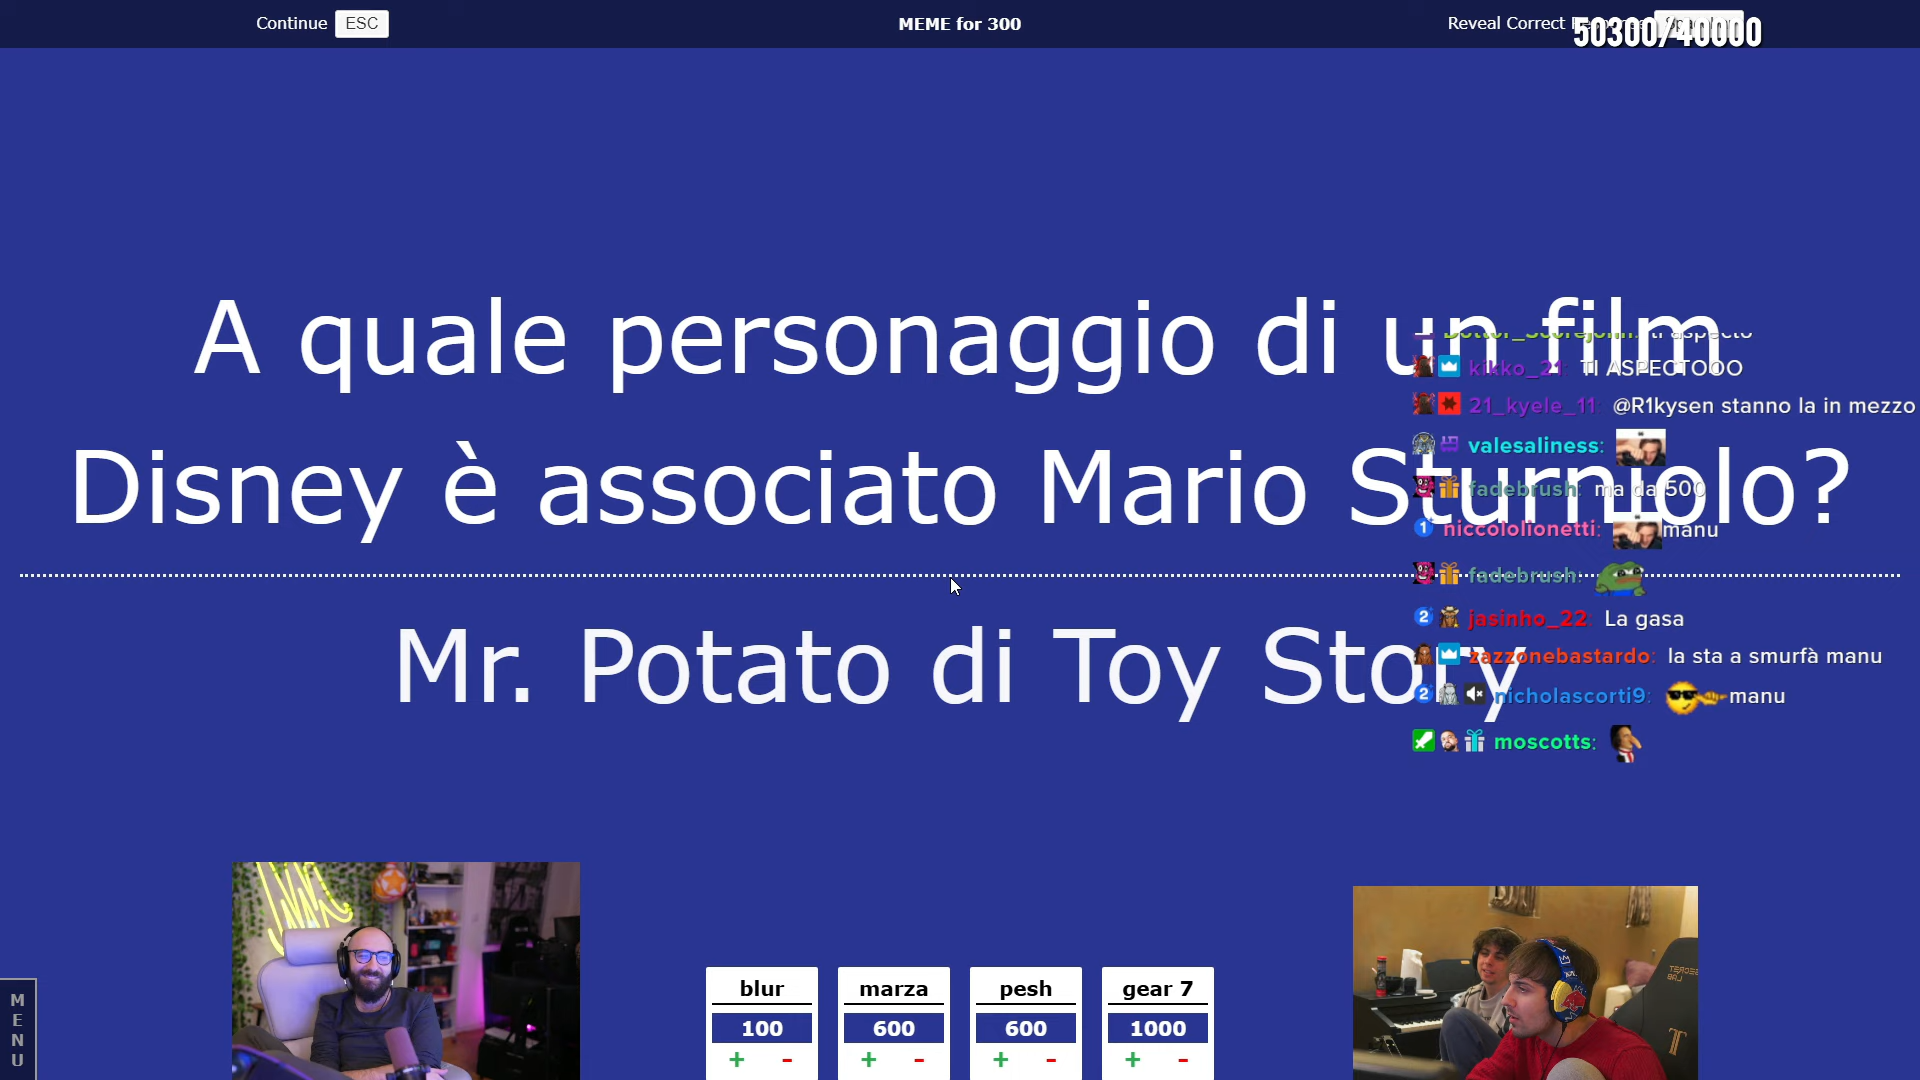 Continue ESC
MEME for 300
Reveal Correct
50300/40000
A quale personaggio di un film
Disney è associato Mario Sturniolo?
Mr. Potato di Toy Story
ti aspecto
kikko_21: TI ASPECTOOO
21_kyele_11: @R1kysen stanno la in mezzo
valesaliness:
fadebrush: ma da 500
niccololionetti: manu
fadebrush:
jasinho_22: La gasa
zazzonebastardo: la sta a smurfà manu
nicholascorti9: manu
moscotts:
MENU
blur
100
+ -
marza
600
+ -
pesh
600
+ -
gear 7
1000
+ -